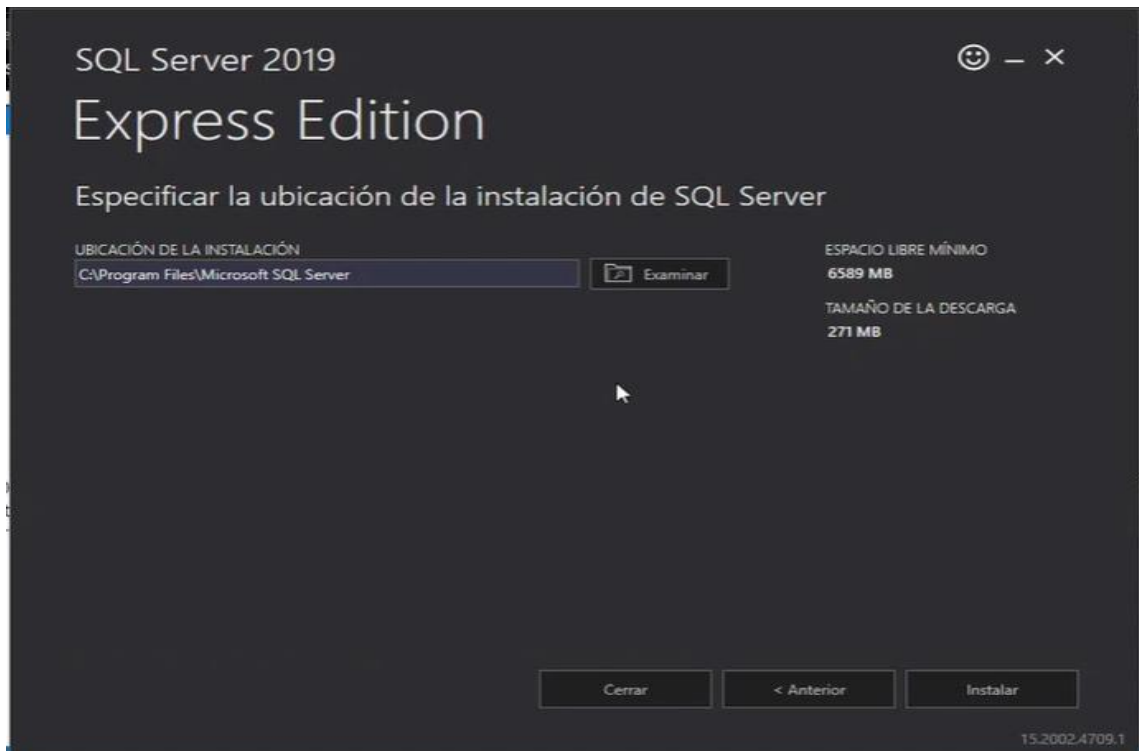 SQL Server 2019
Express Edition
Especificar la ubicación de la instalación de SQL Server
UBICACIÓN DE LA INSTALACIÓN
C:\Program Files\Microsoft SQL Server
Examinar
ESPACIO LIBRE MÍNIMO
6589 MB
TAMAÑO DE LA DESCARGA
271 MB
Cerrar
< Anterior
Instalar
15.2002.4709.1